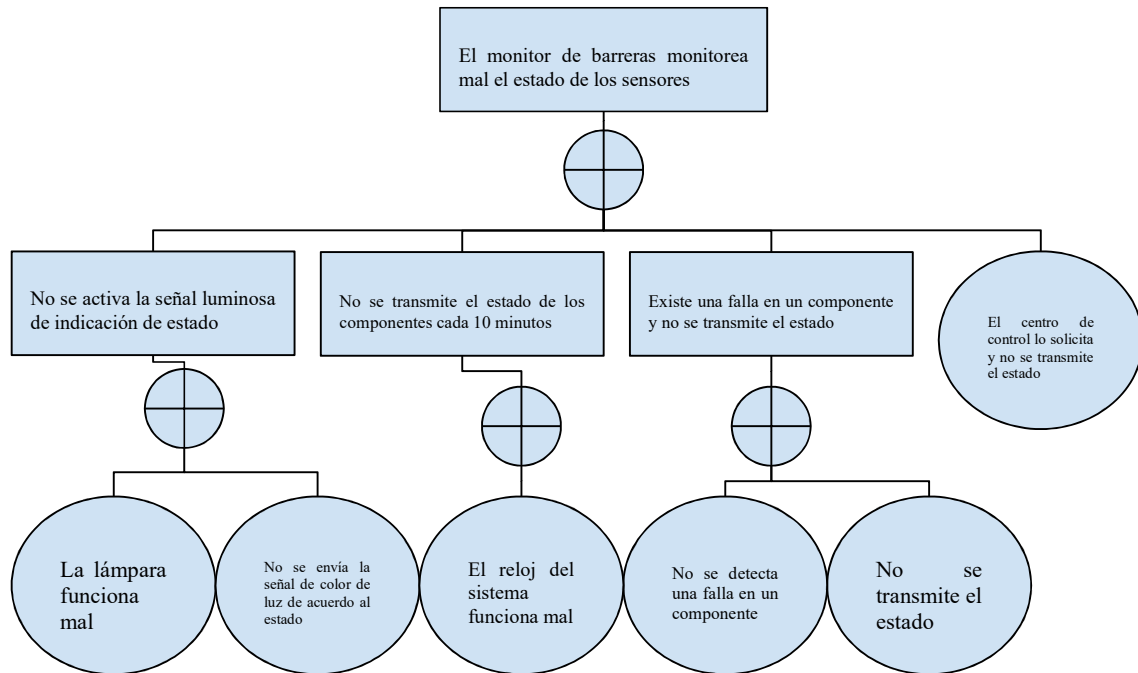 El monitor de barreras monitorea
mal el estado de los sensores
No se activa la señal luminosa
de indicación de estado
No se transmite el estado de los
componentes cada 10 minutos
Existe una falla en un componente
y no se transmite el estado
El centro de
control lo solicita
y no se transmite
el estado
La lámpara
funciona
mal
No se envía la
señal de color de
luz de acuerdo al
estado
El reloj del
sistema
funciona mal
No se detecta
una falla en un
componente
No se
transmite el
estado